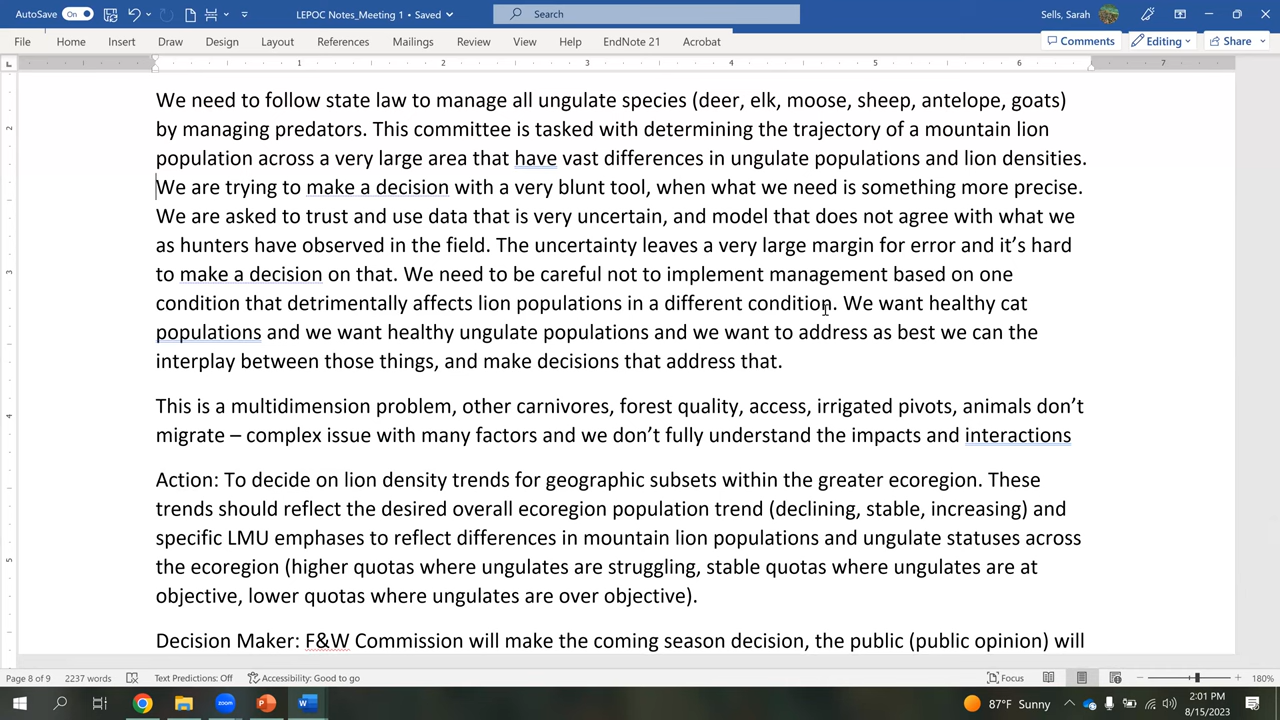 AutoSave On LEPOC Notes_Meeting 1 • Saved Search Sells, Sarah
File Home Insert Draw Design Layout References Mailings Review View Help EndNote 21 Acrobat Comments Editing Share
1 2 3 4 5 6 7
We need to follow state law to manage all ungulate species (deer, elk, moose, sheep, antelope, goats)
2
by managing predators. This committee is tasked with determining the trajectory of a mountain lion
population across a very large area that have vast differences in ungulate populations and lion densities.
We are trying to make a decision with a very blunt tool, when what we need is something more precise.
We are asked to trust and use data that is very uncertain, and model that does not agree with what we
as hunters have observed in the field. The uncertainty leaves a very large margin for error and it’s hard
3
to make a decision on that. We need to be careful not to implement management based on one
condition that detrimentally affects lion populations in a different condition. We want healthy cat
populations and we want healthy ungulate populations and we want to address as best we can the
interplay between those things, and make decisions that address that.
This is a multidimension problem, other carnivores, forest quality, access, irrigated pivots, animals don’t
4
migrate – complex issue with many factors and we don’t fully understand the impacts and interactions
Action: To decide on lion density trends for geographic subsets within the greater ecoregion. These
trends should reflect the desired overall ecoregion population trend (declining, stable, increasing) and
specific LMU emphases to reflect differences in mountain lion populations and ungulate statuses across
5
the ecoregion (higher quotas where ungulates are struggling, stable quotas where ungulates are at
objective, lower quotas where ungulates are over objective).
Decision Maker: F&W Commission will make the coming season decision, the public (public opinion) will
Page 8 of 9 2237 words Text Predictions: Off Accessibility: Good to go Focus 180%
zoom 87°F Sunny 2:01 PM
8/15/2023